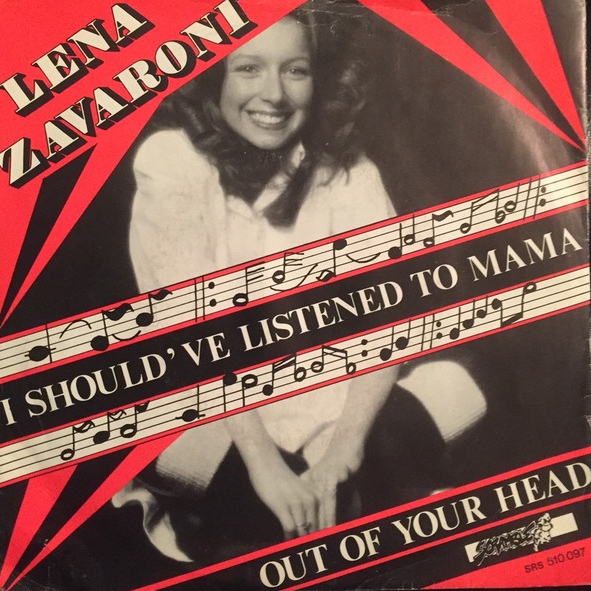 LENA
ZAVARONI
I SHOULD'VE LISTENED TO MAMA
OUT OF YOUR HEAD
SRS 510.097